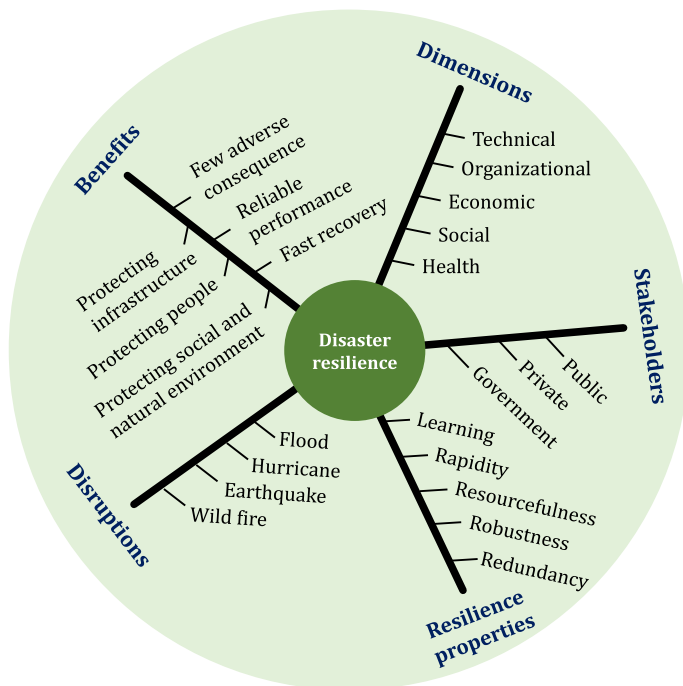 Dimensions
Technical
Organizational
Economic
Social
Health
Stakeholders
Public
Private
Government
Learning
Rapidity
Resourcefulness
Robustness
Redundancy
Resilience
properties
Disruptions
Flood
Hurricane
Earthquake
Wild fire
Benefits
Few adverse
consequence
Reliable
performance
Fast recovery
Protecting
infrastructure
Protecting people
Protecting social and
natural environment
Disaster
resilience